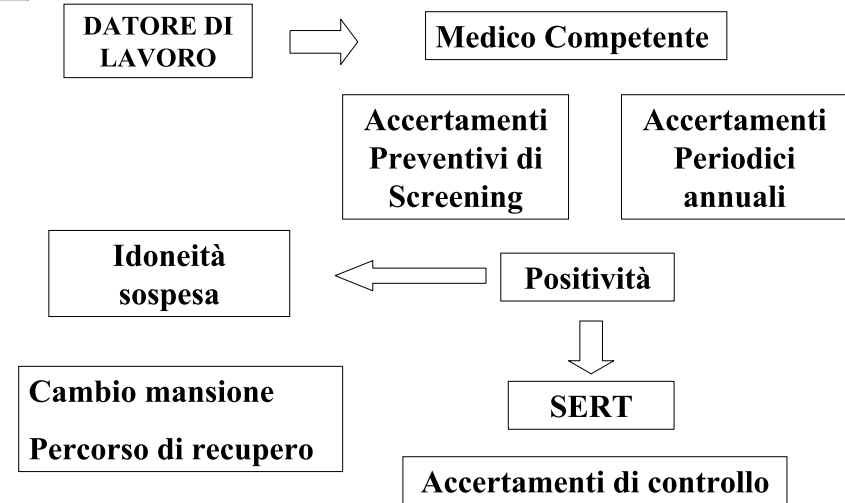 DATORE DI
LAVORO
Medico Competente
Accertamenti
Preventivi di
Screening
Accertamenti
Periodici
annuali
Idoneità
sospesa
Positività
Cambio mansione
Percorso di recupero
SERT
Accertamenti di controllo